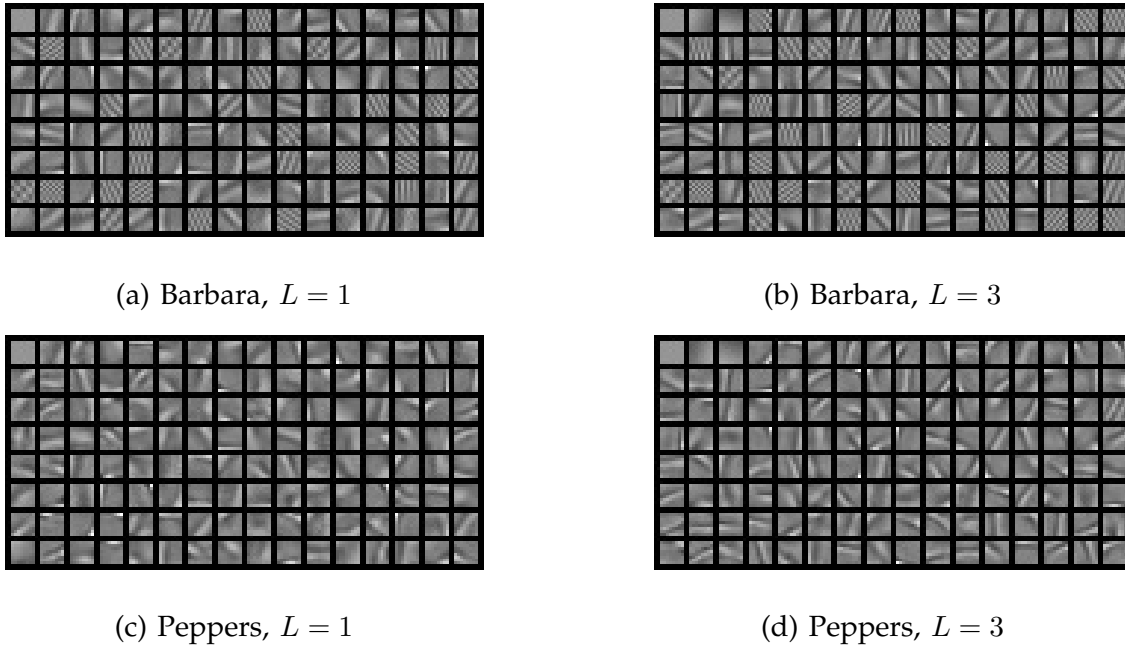 (a) Barbara, L = 1
(b) Barbara, L = 3
(c) Peppers, L = 1
(d) Peppers, L = 3